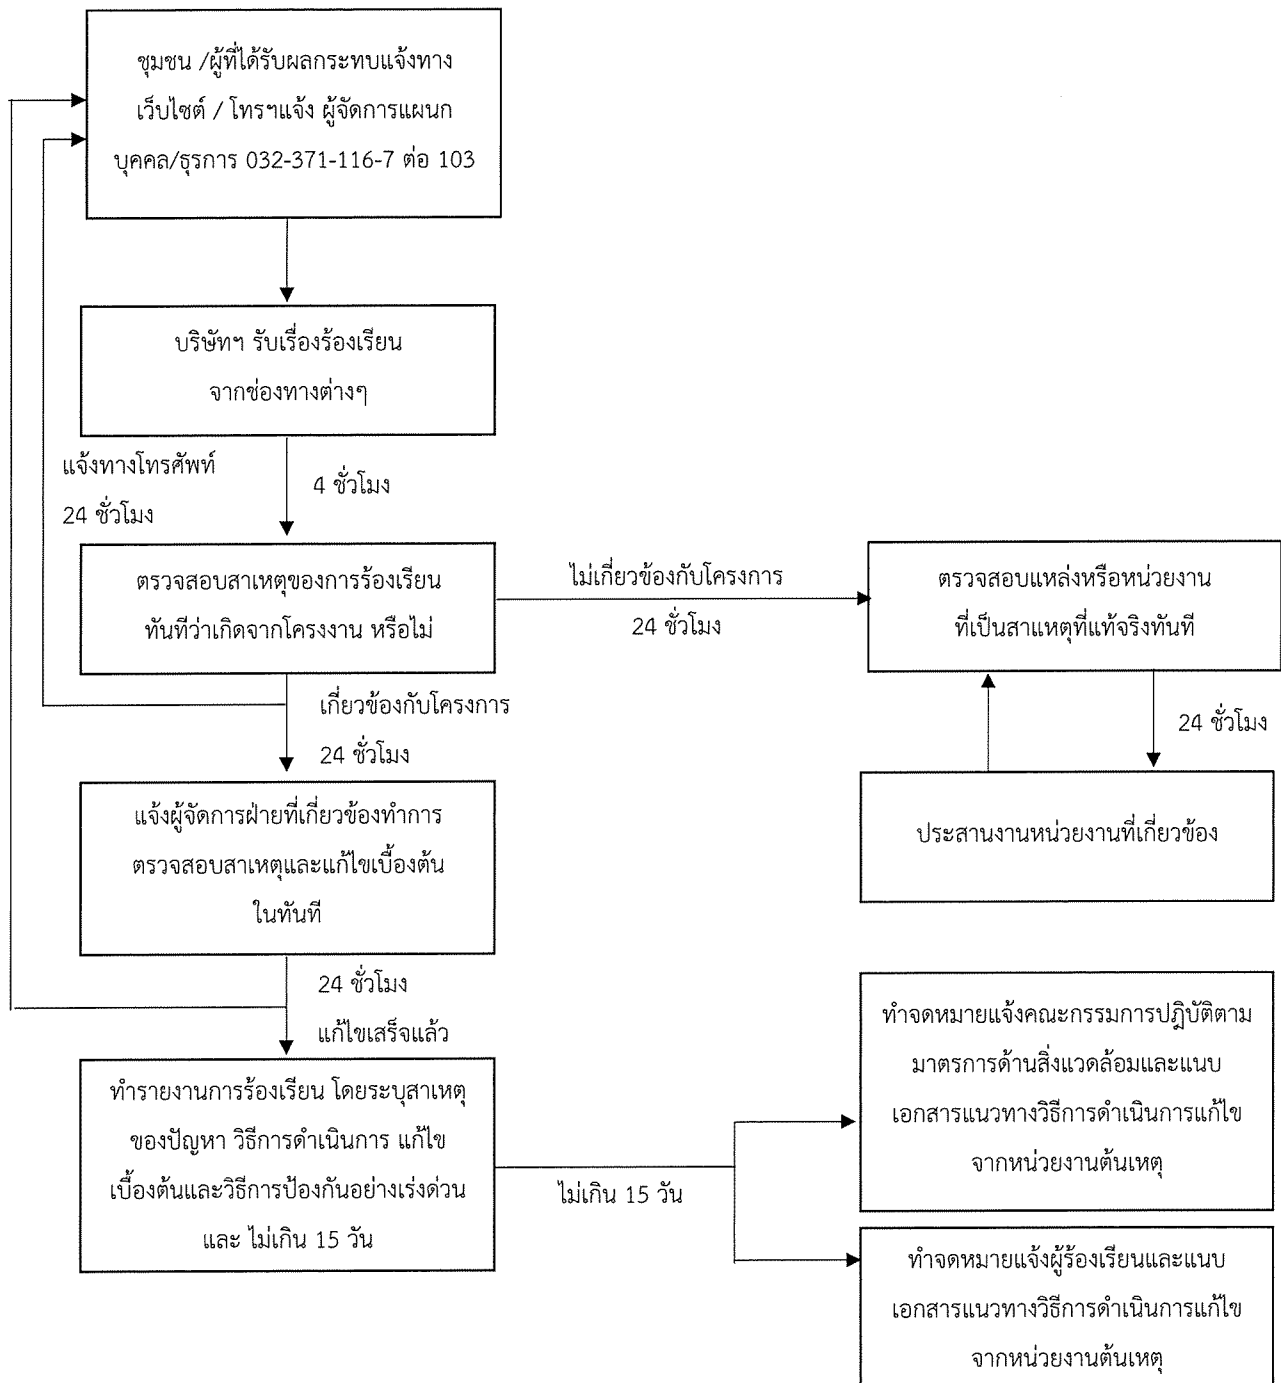 ชุมชน /ผู้ที่ได้รับผลกระทบแจ้งทาง
เว็บไซต์ / โทรฯแจ้ง ผู้จัดการแผนก
บุคคล/ธุรการ 032-371-116-7 ต่อ 103
บริษัทฯ รับเรื่องร้องเรียน
จากช่องทางต่างๆ
แจ้งทางโทรศัพท์
24 ชั่วโมง
4 ชั่วโมง
ตรวจสอบสาเหตุของการร้องเรียน
ทันทีว่าเกิดจากโครงงาน หรือไม่
ไม่เกี่ยวข้องกับโครงการ
24 ชั่วโมง
ตรวจสอบแหล่งหรือหน่วยงาน
ที่เป็นสาแหตุที่แท้จริงทันที
เกี่ยวข้องกับโครงการ
24 ชั่วโมง
24 ชั่วโมง
แจ้งผู้จัดการฝ่ายที่เกี่ยวข้องทำการ
ตรวจสอบสาเหตุและแก้ไขเบื้องต้น
ในทันที
ประสานงานหน่วยงานที่เกี่ยวข้อง
24 ชั่วโมง
แก้ไขเสร็จแล้ว
ทำรายงานการร้องเรียน โดยระบุสาเหตุ
ของปัญหา วิธีการดำเนินการ แก้ไข
เบื้องต้นและวิธีการป้องกันอย่างเร่งด่วน
และ ไม่เกิน 15 วัน
ไม่เกิน 15 วัน
ทำจดหมายแจ้งคณะกรรมการปฏิบัติตาม
มาตรการด้านสิ่งแวดล้อมและแนบ
เอกสารแนวทางวิธีการดำเนินการแก้ไข
จากหน่วยงานต้นเหตุ
ทำจดหมายแจ้งผู้ร้องเรียนและแนบ
เอกสารแนวทางวิธีการดำเนินการแก้ไข
จากหน่วยงานต้นเหตุ